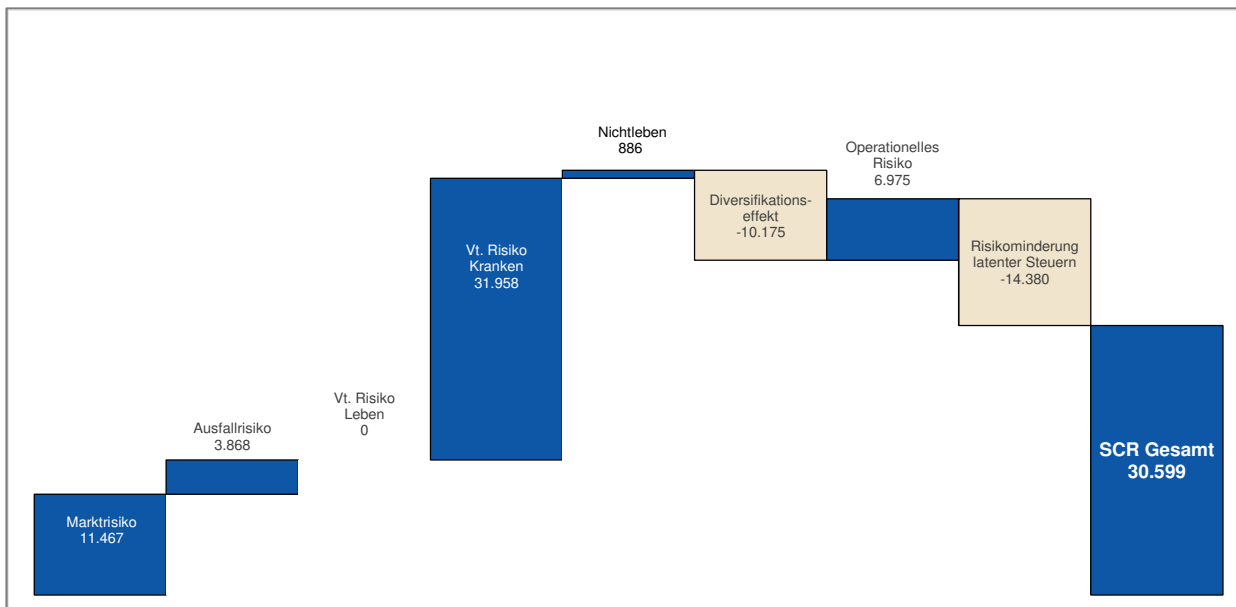 Marktrisiko
11.467
Ausfallrisiko
3.868
Vt. Risiko
Leben
0
Vt. Risiko
Kranken
31.958
Nichtleben
886
Diversifikations-
effekt
-10.175
Operationelles
Risiko
6.975
Risikominderung
latenter Steuern
-14.380
SCR Gesamt
30.599